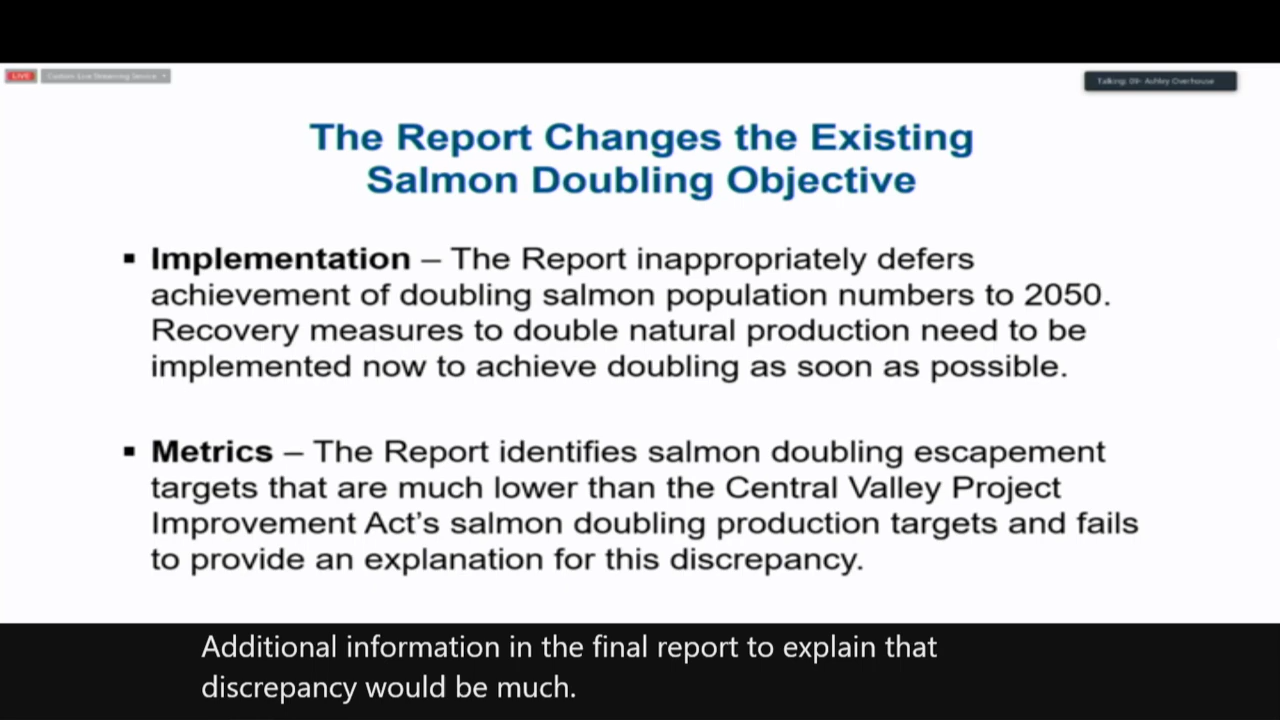 LIVE Custom Live Streaming Service
Talking: 09- Ashley Overhouse
The Report Changes the Existing
Salmon Doubling Objective
▪ Implementation – The Report inappropriately defers
achievement of doubling salmon population numbers to 2050.
Recovery measures to double natural production need to be
implemented now to achieve doubling as soon as possible.
▪ Metrics – The Report identifies salmon doubling escapement
targets that are much lower than the Central Valley Project
Improvement Act’s salmon doubling production targets and fails
to provide an explanation for this discrepancy.
Additional information in the final report to explain that
discrepancy would be much.